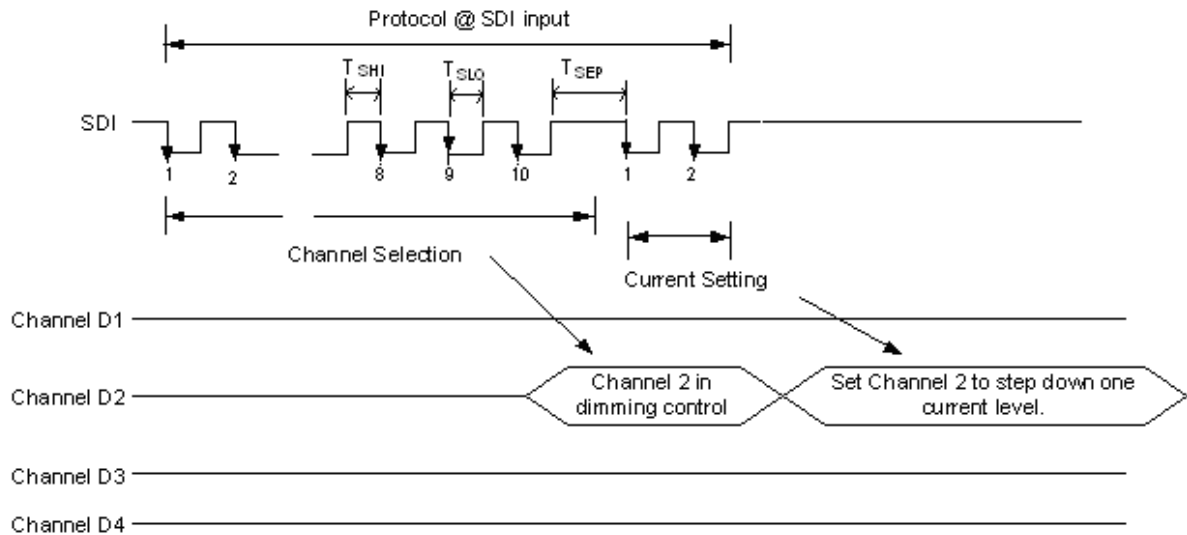 Protocol @ SDI input
T SHI
T SLO
T SEP
SDI
1
2
8
9
10
1
2
Channel Selection
Current Setting
Channel D1
Channel D2
Channel 2 in
dimming control
Set Channel 2 to step down one
current level.
Channel D3
Channel D4